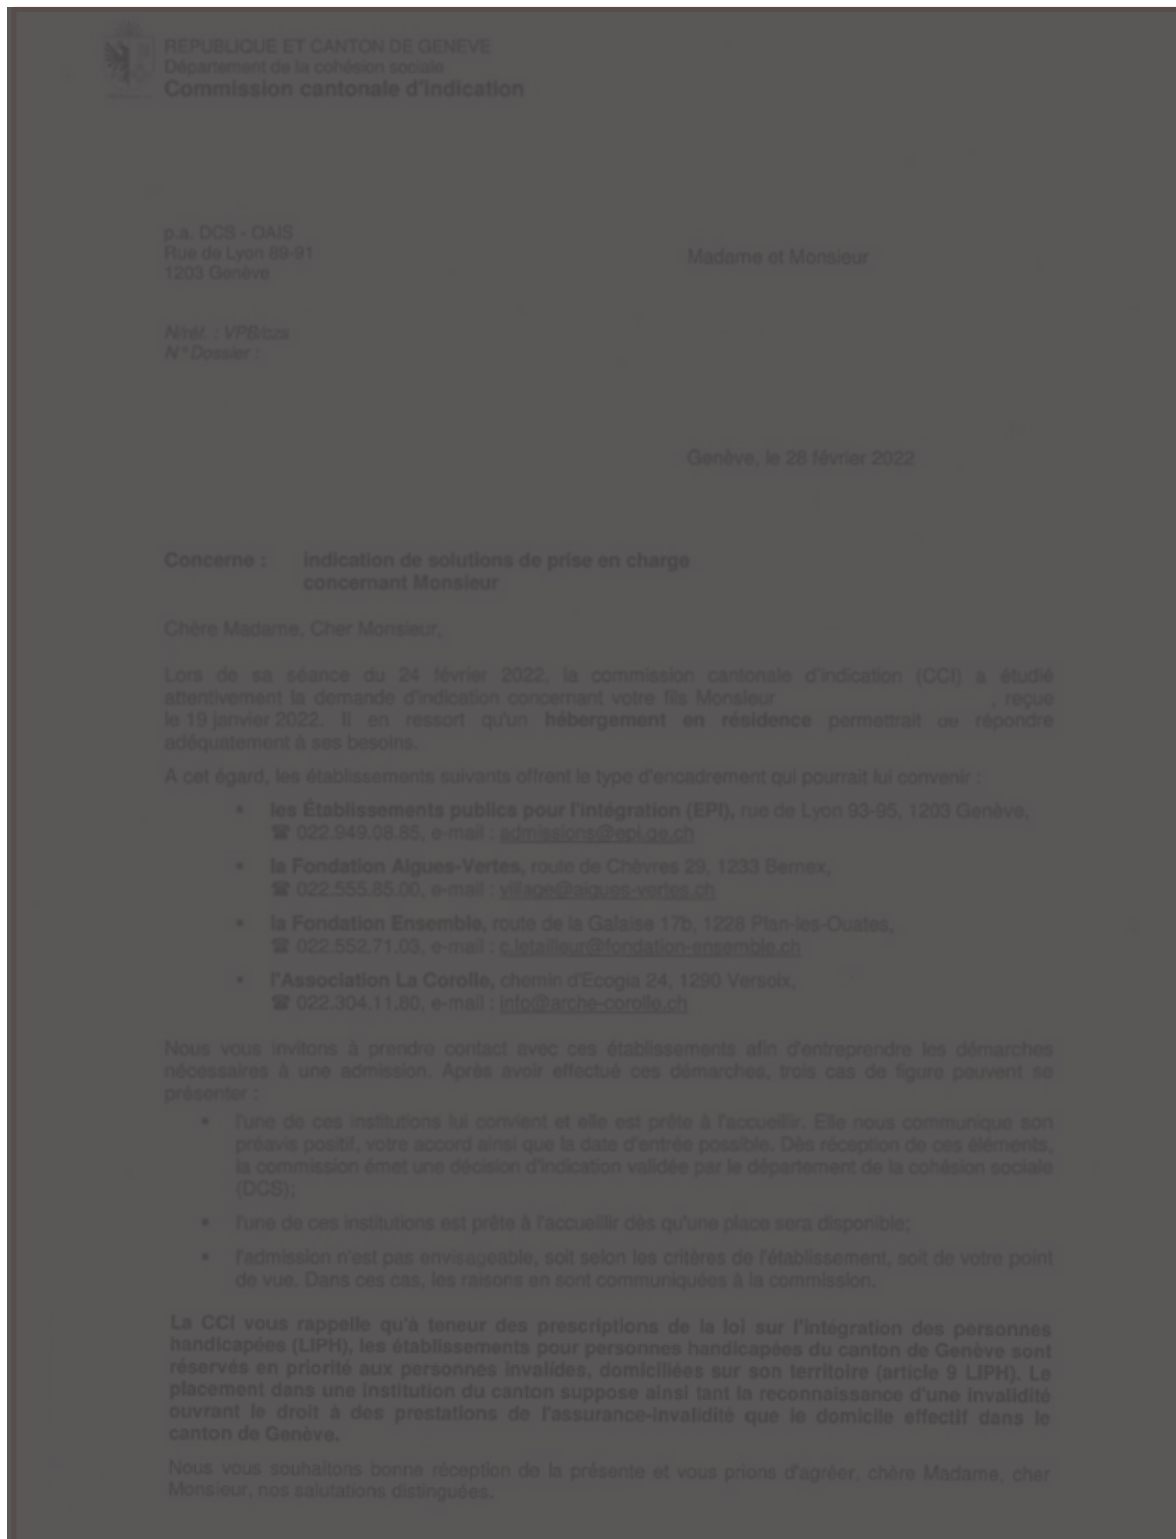 REPUBLIQUE ET CANTON DE GENEVE
Département de la cohésion sociale
Commission cantonale d'indication
p.a. DCS - OAIS
Rue de Lyon 89-91
1203 Genève
Madame et Monsieur
N/réf. : VPB/czs
N° Dossier :
Genève, le 28 février 2022
Concerne : indication de solutions de prise en charge
concernant Monsieur
Chère Madame, Cher Monsieur,
Lors de sa séance du 24 février 2022, la commission cantonale d'indication (CCI) a étudié
attentivement la demande d'indication concernant votre fils Monsieur , reçue
le 19 janvier 2022. Il en ressort qu'un hébergement en résidence permettrait de répondre
adéquatement à ses besoins.
A cet égard, les établissements suivants offrent le type d'encadrement qui pourrait lui convenir :
• les Établissements publics pour l'intégration (EPI), rue de Lyon 93-95, 1203 Genève,
☎ 022.949.08.85, e-mail : admissions@epi.ge.ch
• la Fondation Aigues-Vertes, route de Chèvres 29, 1233 Bernex,
☎ 022.555.85.00, e-mail : village@aigues-vertes.ch
• la Fondation Ensemble, route de la Galaise 17b, 1228 Plan-les-Ouates,
☎ 022.552.71.03, e-mail : c.letailleur@fondation-ensemble.ch
• l'Association La Corolle, chemin d'Ecogia 24, 1290 Versoix,
☎ 022.304.11.80, e-mail : info@arche-corolle.ch
Nous vous invitons à prendre contact avec ces établissements afin d'entreprendre les démarches
nécessaires à une admission. Après avoir effectué ces démarches, trois cas de figure peuvent se
présenter :
• l'une de ces institutions lui convient et elle est prête à l'accueillir. Elle nous communique son
préavis positif, votre accord ainsi que la date d'entrée possible. Dès réception de ces éléments,
la commission émet une décision d'indication validée par le département de la cohésion sociale
(DCS);
• l'une de ces institutions est prête à l'accueillir dès qu'une place sera disponible;
• l'admission n'est pas envisageable, soit selon les critères de l'établissement, soit de votre point
de vue. Dans ces cas, les raisons en sont communiquées à la commission.
La CCI vous rappelle qu'à teneur des prescriptions de la loi sur l'intégration des personnes
handicapées (LIPH), les établissements pour personnes handicapées du canton de Genève sont
réservés en priorité aux personnes invalides, domiciliées sur son territoire (article 9 LIPH). Le
placement dans une institution du canton suppose ainsi tant la reconnaissance d'une invalidité
ouvrant le droit à des prestations de l'assurance-invalidité que le domicile effectif dans le
canton de Genève.
Nous vous souhaitons bonne réception de la présente et vous prions d'agréer, chère Madame, cher
Monsieur, nos salutations distinguées.